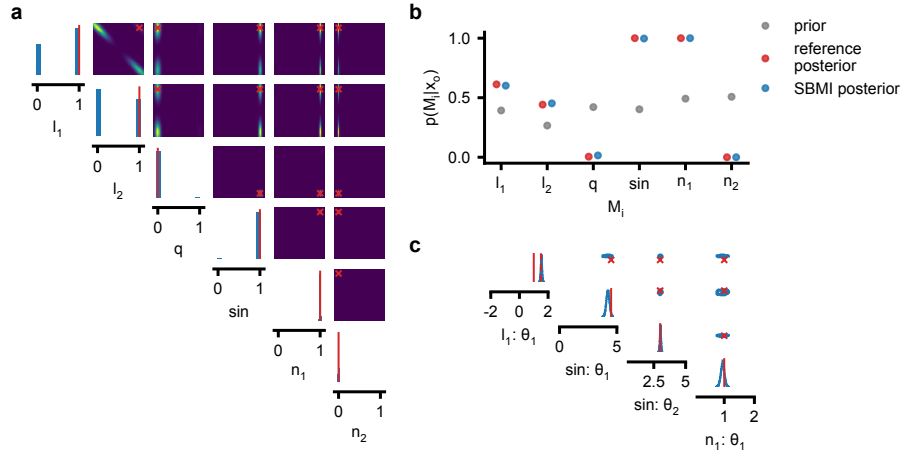 a
0 1
l₁
0 1
l₂
0 1
q
0 1
sin
0 1
n₁
0 1
n₂
b
1.0
0.5
0.0
p(Mᵢ|xₒ)
l₁ l₂ q sin n₁ n₂
Mᵢ
prior
reference
posterior
SBMI posterior
c
-2 0 2
l₁: θ₁
0 5
sin: θ₁
2.5 5
sin: θ₂
1 2
n₁: θ₁